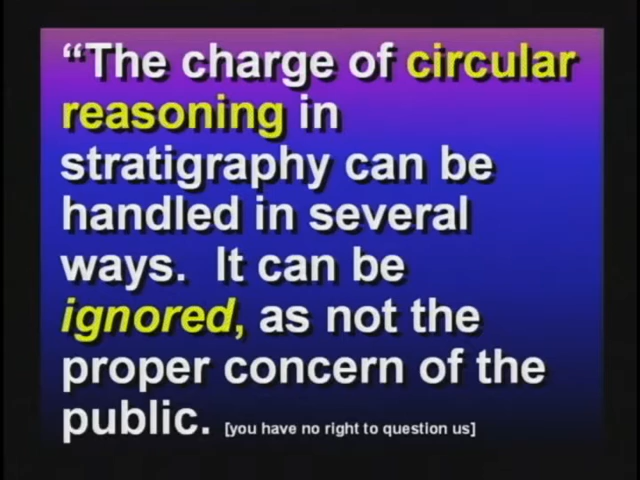 “The charge of circular
reasoning in
stratigraphy can be
handled in several
ways. It can be
ignored, as not the
proper concern of the
public. [you have no right to question us]